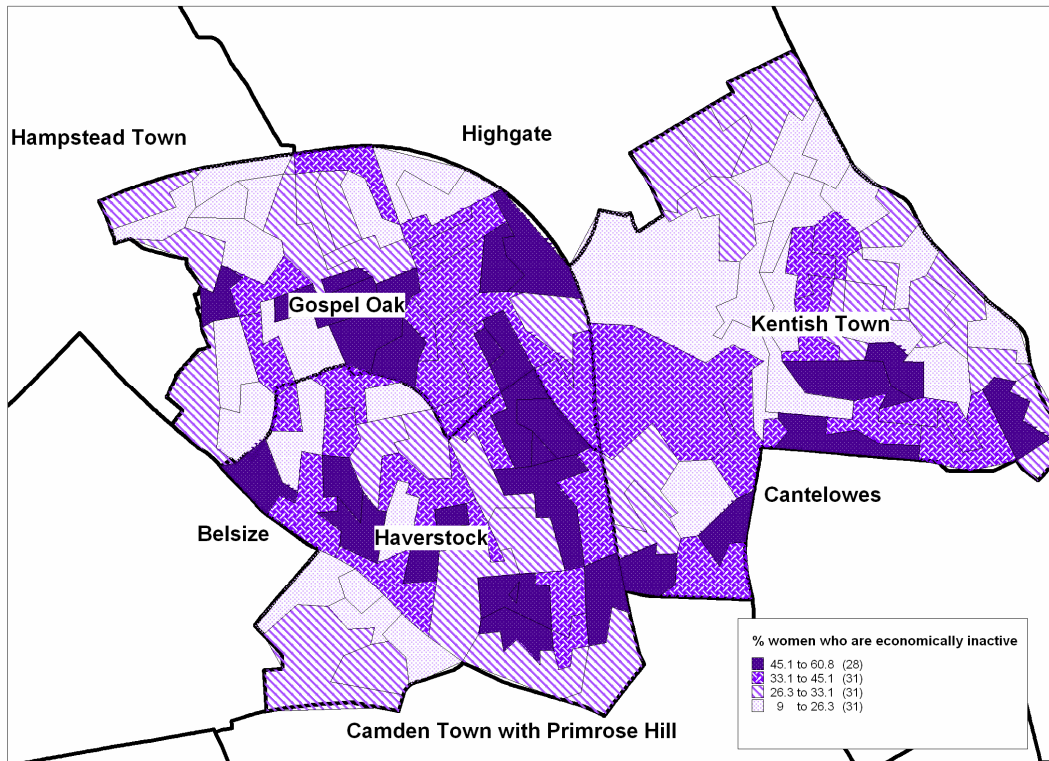 Highgate
Hampstead Town
Gospel Oak
Kentish Town
Cantelowes
Belsize
Haverstock
Camden Town with Primrose Hill
% women who are economically inactive
45.1 to 60.8 (28)
33.1 to 45.1 (31)
26.3 to 33.1 (31)
9 to 26.3 (31)